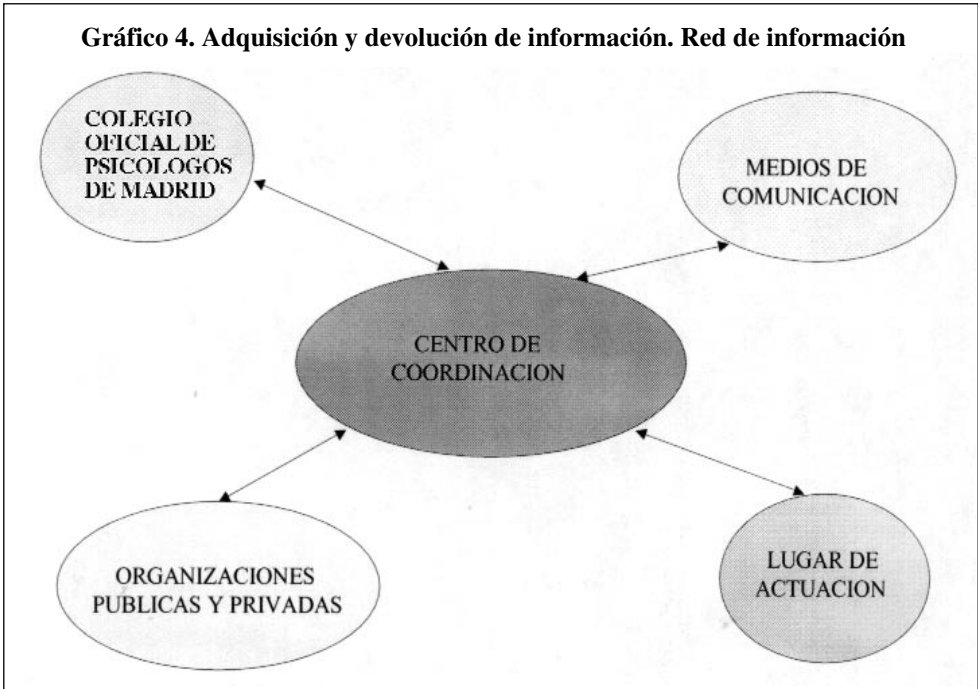 Gráfico 4. Adquisición y devolución de información. Red de información
COLEGIO
OFICIAL DE
PSICOLOGOS
DE MADRID
MEDIOS DE
COMUNICACION
CENTRO DE
COORDINACION
ORGANIZACIONES
PUBLICAS Y PRIVADAS
LUGAR DE
ACTUACION